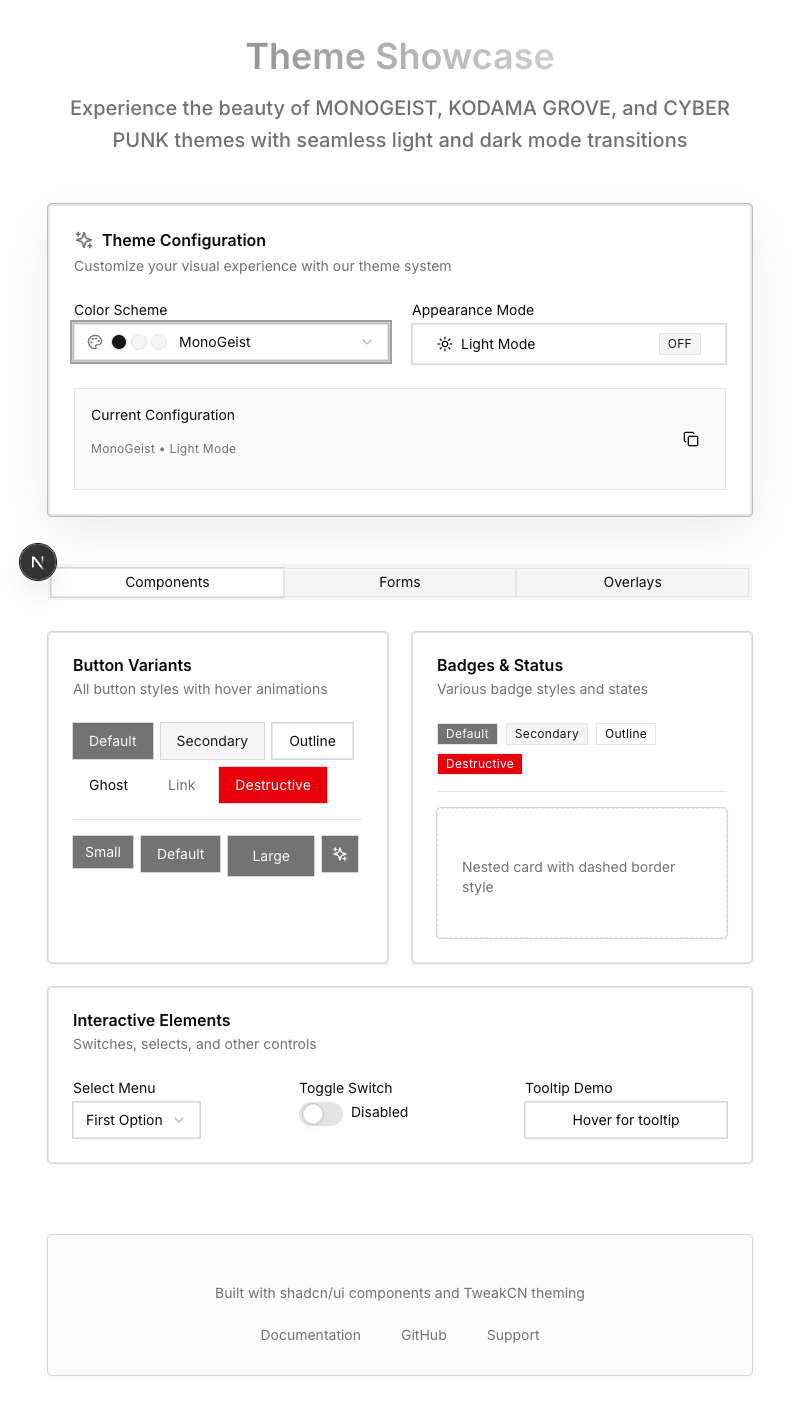 Theme Showcase
Experience the beauty of MONOGEIST, KODAMA GROVE, and CYBER
PUNK themes with seamless light and dark mode transitions
Theme Configuration
Customize your visual experience with our theme system
Color Scheme
Appearance Mode
MonoGeist
Light Mode
OFF
Current Configuration
MonoGeist • Light Mode
N
Components
Forms
Overlays
Button Variants
All button styles with hover animations
Default
Secondary
Outline
Ghost
Link
Destructive
Small
Default
Large
Badges & Status
Various badge styles and states
Default
Secondary
Outline
Destructive
Nested card with dashed border
style
Interactive Elements
Switches, selects, and other controls
Select Menu
First Option
Toggle Switch
Disabled
Tooltip Demo
Hover for tooltip
Built with shadcn/ui components and TweakCN theming
Documentation
GitHub
Support